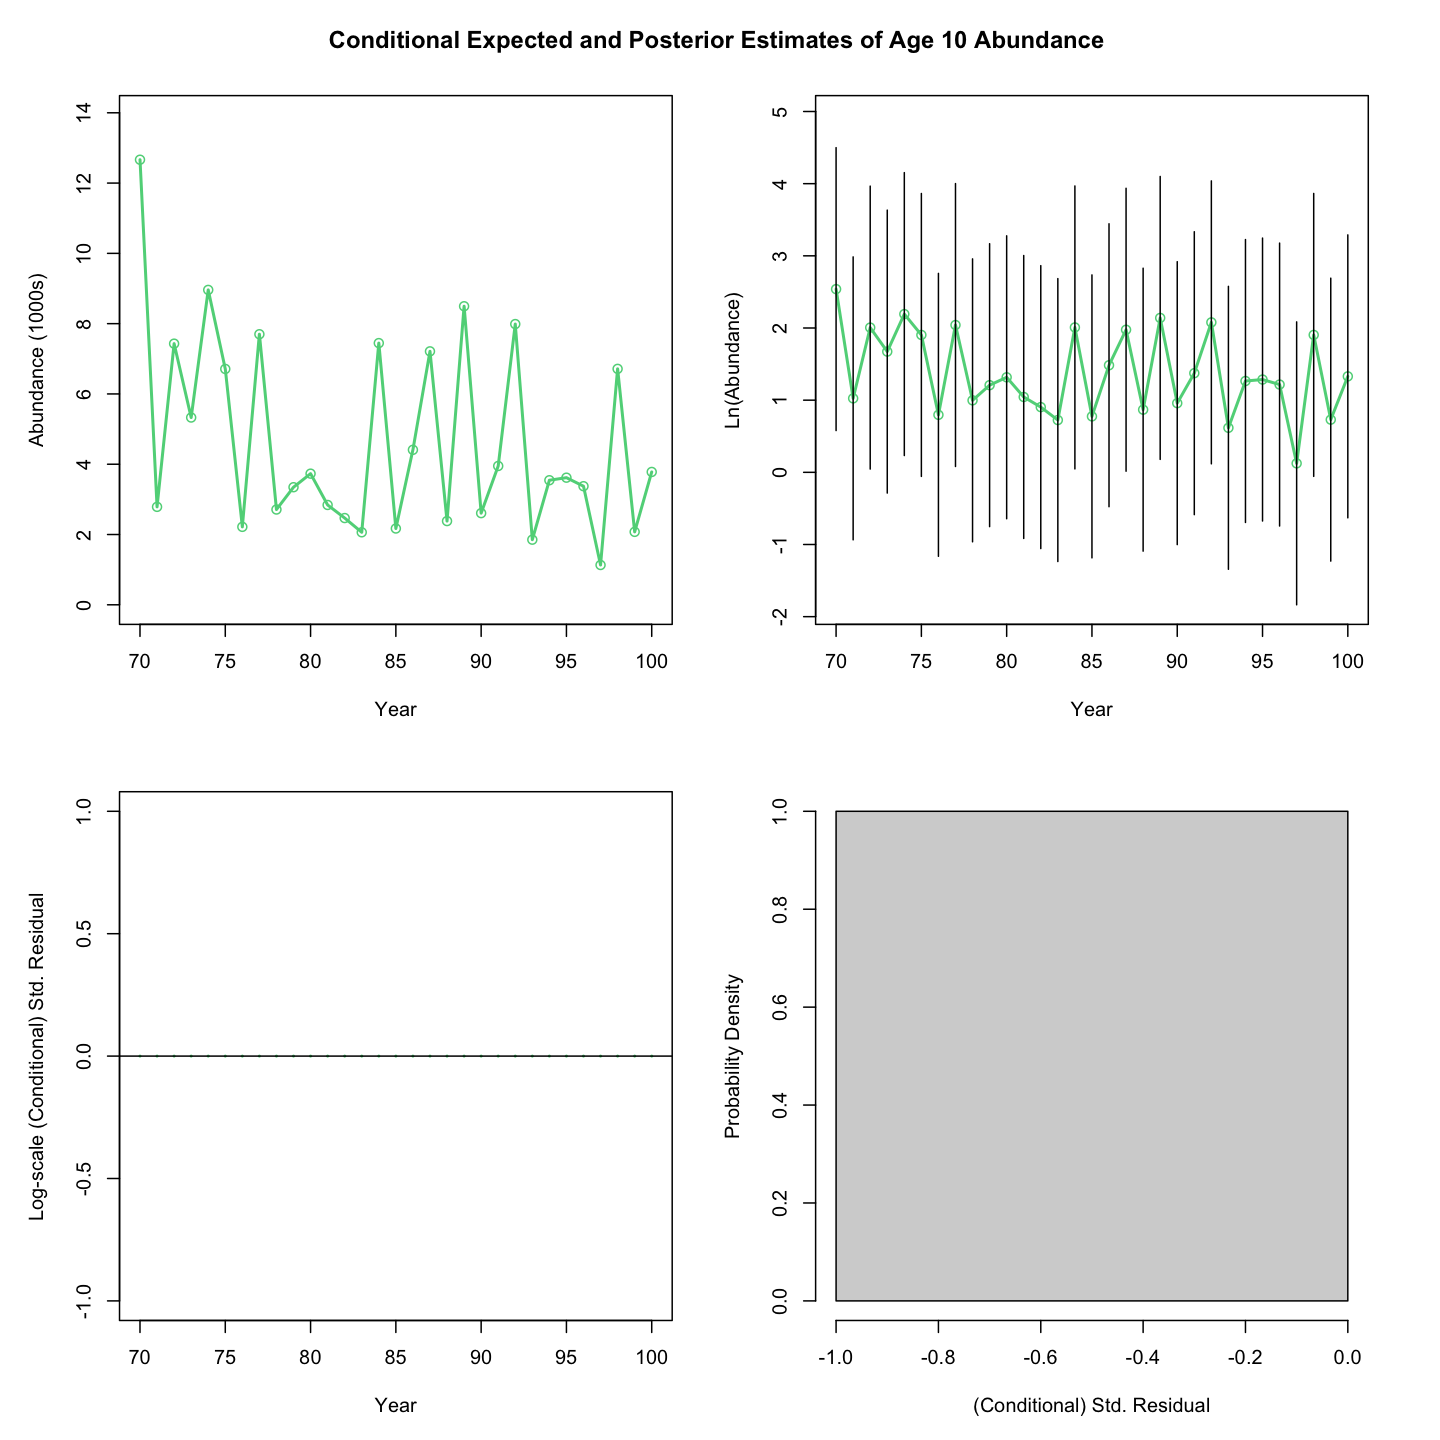 Conditional Expected and Posterior Estimates of Age 10 Abundance
Abundance (1000s)
14
12
10
8
6
4
2
0
70 75 80 85 90 95 100
Year
Ln(Abundance)
5
4
3
2
1
0
-1
-2
70 75 80 85 90 95 100
Year
Log-scale (Conditional) Std. Residual
1.0
0.5
0.0
-0.5
-1.0
70 75 80 85 90 95 100
Year
Probability Density
1.0
0.8
0.6
0.4
0.2
0.0
-1.0 -0.8 -0.6 -0.4 -0.2 0.0
(Conditional) Std. Residual